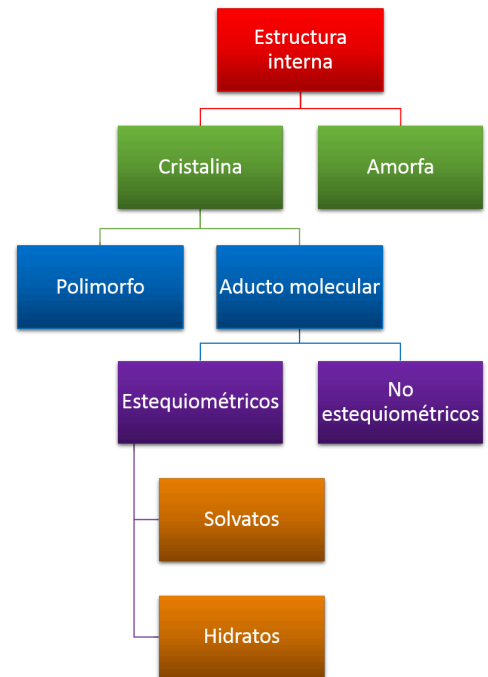 Estructura
interna
Cristalina
Amorfa
Polimorfo
Aducto molecular
Estequiométricos
No
estequiométricos
Solvatos
Hidratos